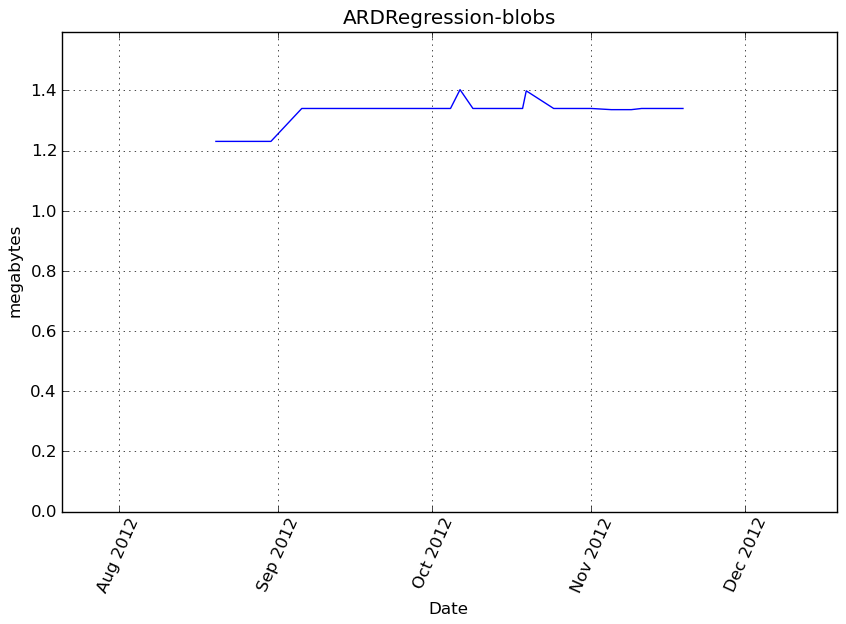 ARDRegression-blobs
megabytes
1.4
1.2
1.0
0.8
0.6
0.4
0.2
0.0
Aug 2012
Sep 2012
Oct 2012
Nov 2012
Dec 2012
Date